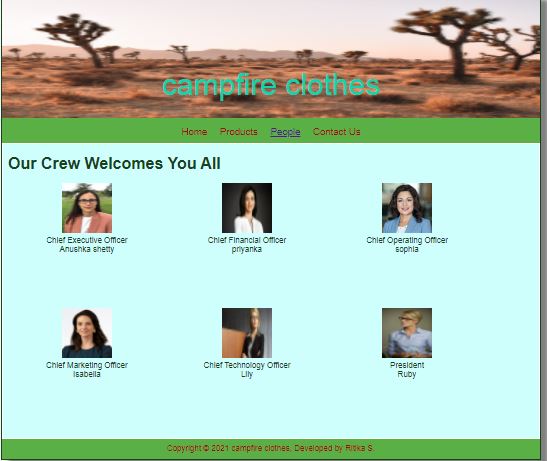 campfire clothes
Home Products People Contact Us
Our Crew Welcomes You All
Chief Executive Officer
Anushka shetty
Chief Financial Officer
priyanka
Chief Operating Officer
sophia
Chief Marketing Officer
Isabella
Chief Technology Officer
Lily
President
Ruby
Copyright © 2021 campfire clothes, Developed by Ritika S.